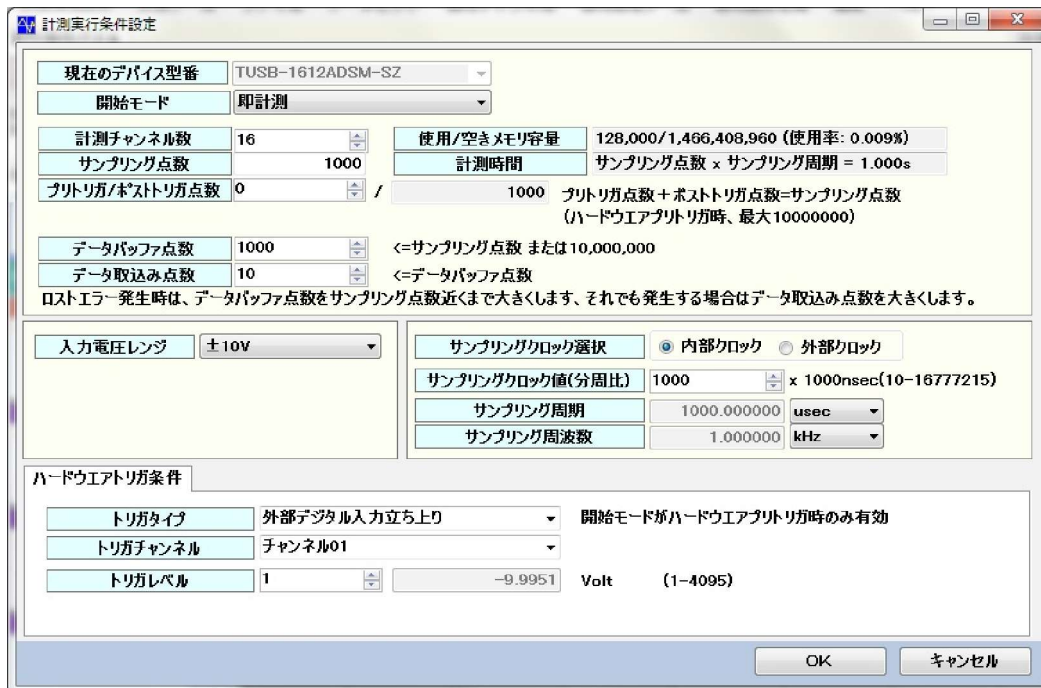 計測実行条件設定
現在のデバイス型番 TUSB-1612ADSM-SZ
開始モード 即計測
計測チャンネル数 16 使用/空きメモリ容量 128,000/1,466,408,960 (使用率: 0.009%)
サンプリング点数 1000 計測時間 サンプリング点数 x サンプリング周期 = 1.000s
プリトリガ/ポストトリガ点数 0 / 1000 プリトリガ点数+ポストトリガ点数=サンプリング点数
(ハードウエアプリトリガ時、最大10000000)
データバッファ点数 1000 <=サンプリング点数 または10,000,000
データ取込み点数 10 <=データバッファ点数
ロストエラー発生時は、データバッファ点数をサンプリング点数近くまで大きくします、それでも発生する場合はデータ取込み点数を大きくします。
入力電圧レンジ ±10V サンプリングクロック選択 内部クロック 外部クロック
サンプリングクロック値(分周比) 1000 x 1000nsec(10-16777215)
サンプリング周期 1000.000000 usec
サンプリング周波数 1.000000 kHz
ハードウエアトリガ条件
トリガタイプ 外部デジタル入力立ち上り 開始モードがハードウエアプリトリガ時のみ有効
トリガチャンネル チャンネル01
トリガレベル 1 -9.9951 Volt (1-4095)
OK キャンセル